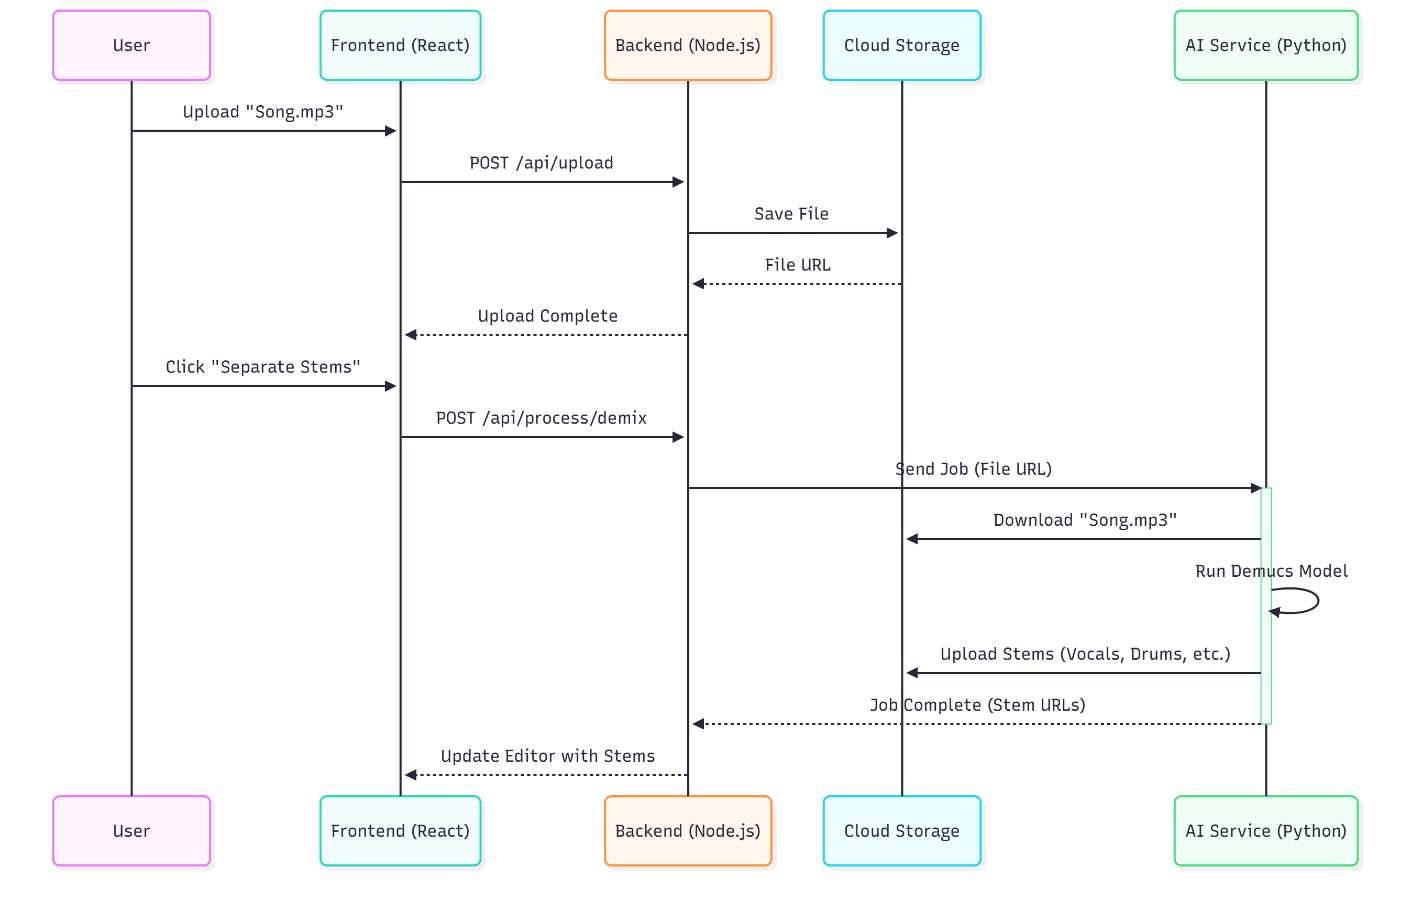 User
Frontend (React)
Backend (Node.js)
Cloud Storage
AI Service (Python)
Upload "Song.mp3"
POST /api/upload
Save File
File URL
Upload Complete
Click "Separate Stems"
POST /api/process/demix
Send Job (File URL)
Download "Song.mp3"
Run Demucs Model
Upload Stems (Vocals, Drums, etc.)
Job Complete (Stem URLs)
Update Editor with Stems
User
Frontend (React)
Backend (Node.js)
Cloud Storage
AI Service (Python)